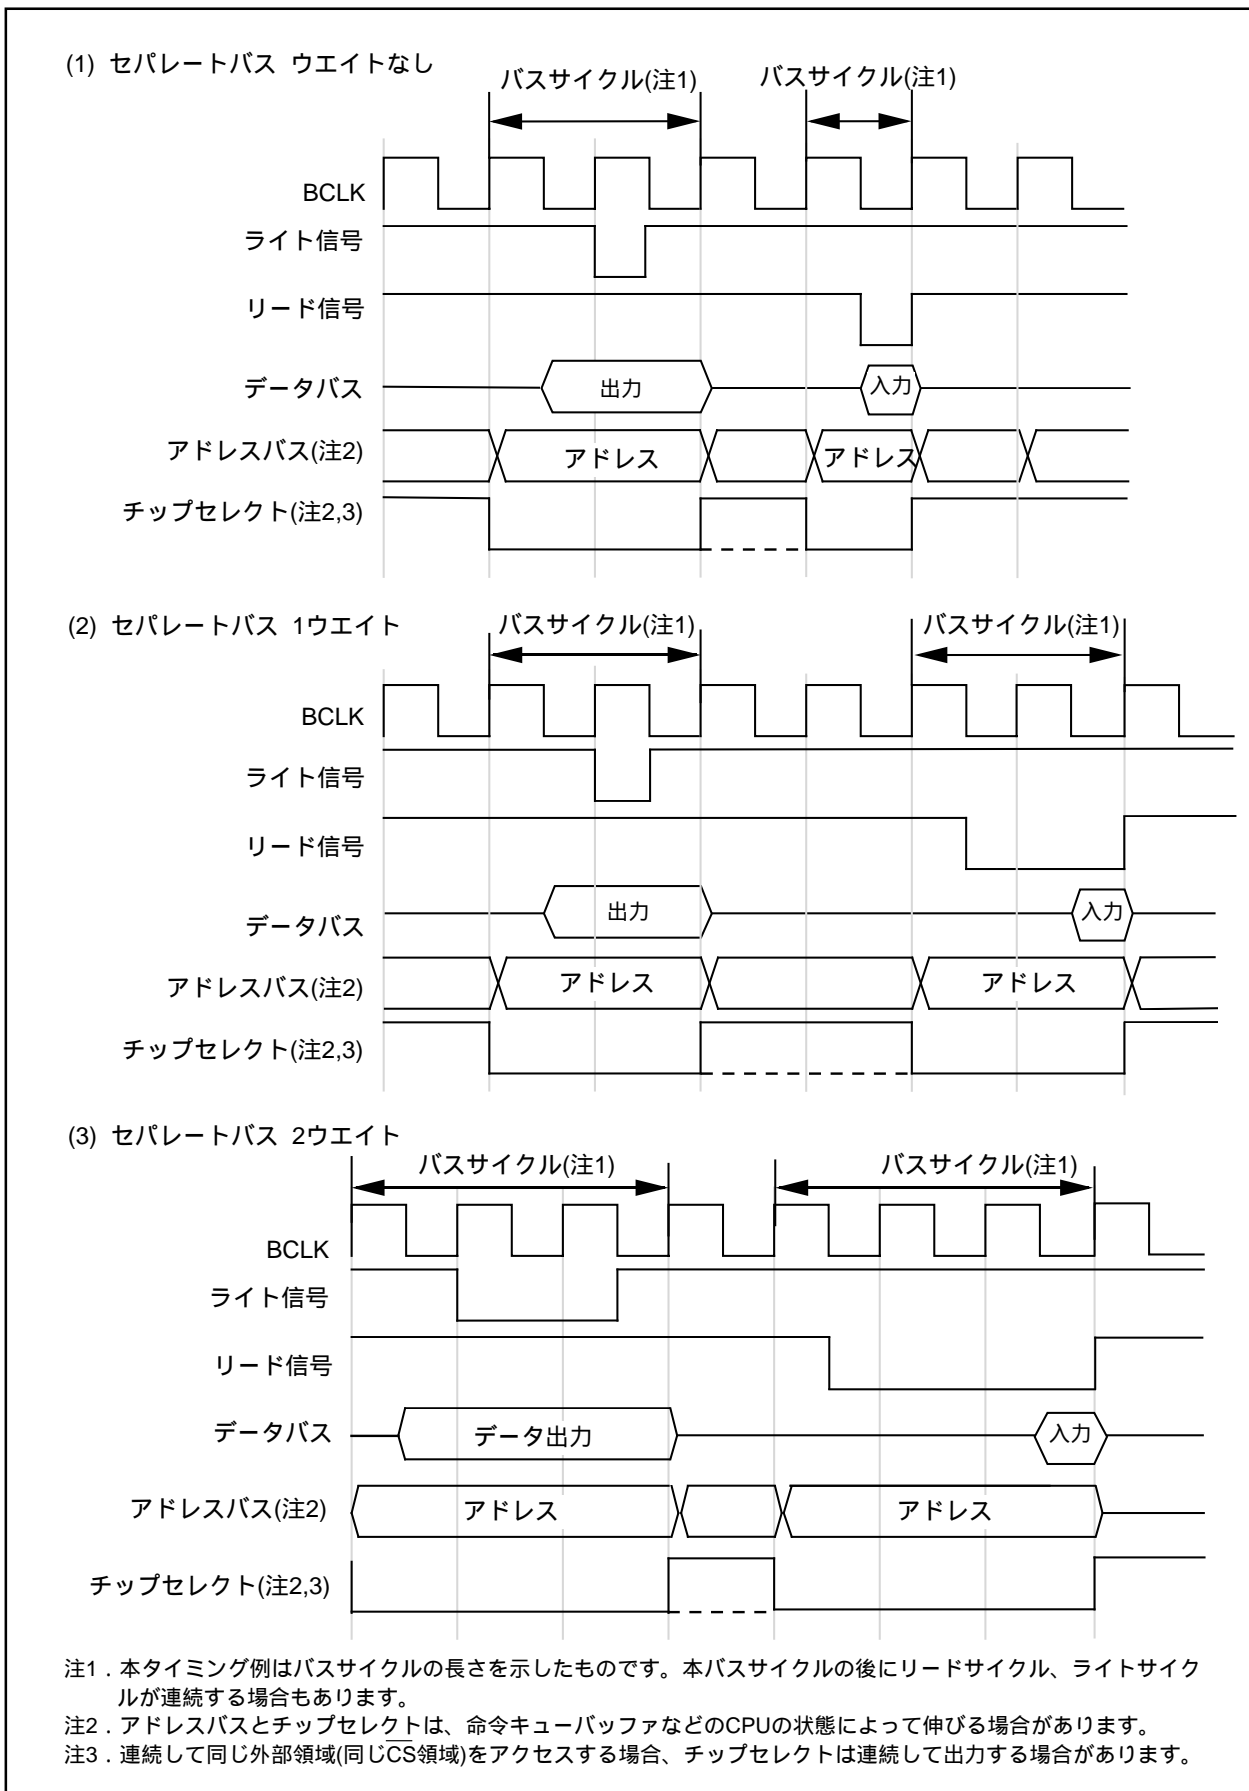 (1) セパレートバス ウエイトなし
バスサイクル(注1) バスサイクル(注1)
BCLK
ライト信号
リード信号
データバス 出力 入力
アドレスバス(注2) アドレス アドレス
チップセレクト(注2,3)
(2) セパレートバス 1ウエイト
バスサイクル(注1) バスサイクル(注1)
BCLK
ライト信号
リード信号
データバス 出力 入力
アドレスバス(注2) アドレス アドレス
チップセレクト(注2,3)
(3) セパレートバス 2ウエイト
バスサイクル(注1) バスサイクル(注1)
BCLK
ライト信号
リード信号
データバス データ出力 入力
アドレスバス(注2) アドレス アドレス
チップセレクト(注2,3)
注1．本タイミング例はバスサイクルの長さを示したものです。本バスサイクルの後にリードサイクル、ライトサイク
ルが連続する場合もあります。
注2．アドレスバスとチップセレクトは、命令キューバッファなどのCPUの状態によって伸びる場合があります。
注3．連続して同じ外部領域(同じC̅S̅領域)をアクセスする場合、チップセレクトは連続して出力する場合があります。